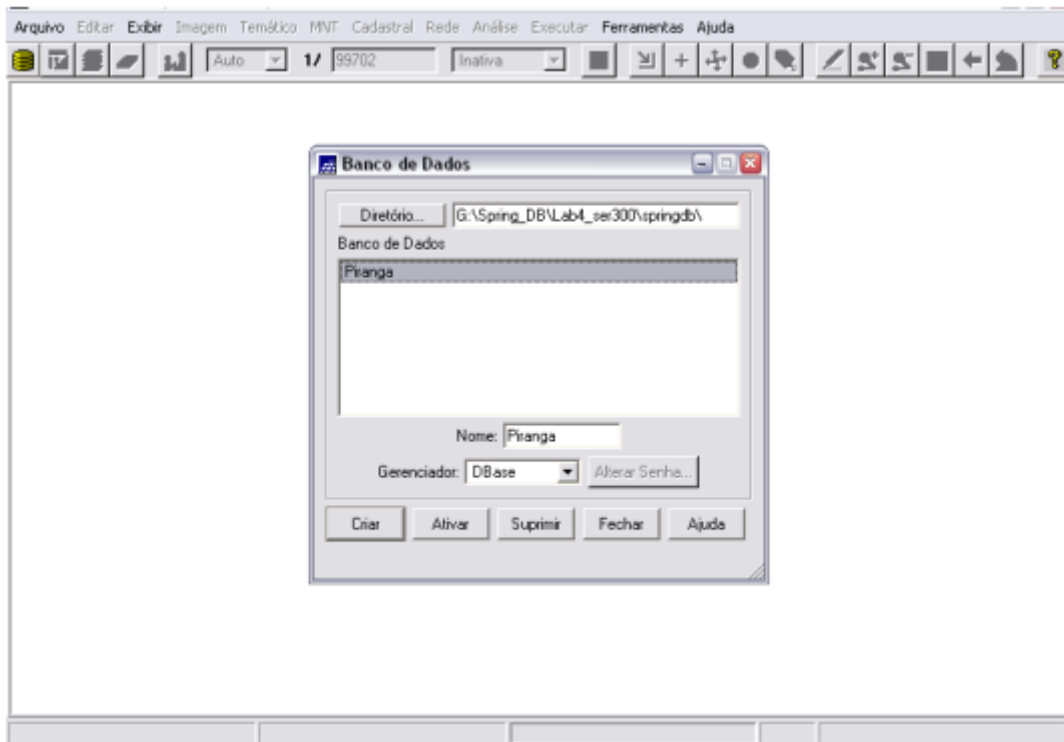 Arquivo Editar Exibir Imagem Temático MNT Cadastral Rede Análise Executar Ferramentas Ajuda
Auto 1/ 99702 Inativa
Banco de Dados
Diretório... G:\Spring_DB\Lab4_ser300\springdb\
Banco de Dados
Piranga
Nome: Piranga
Gerenciador: DBase Alterar Senha...
Criar Ativar Suprimir Fechar Ajuda